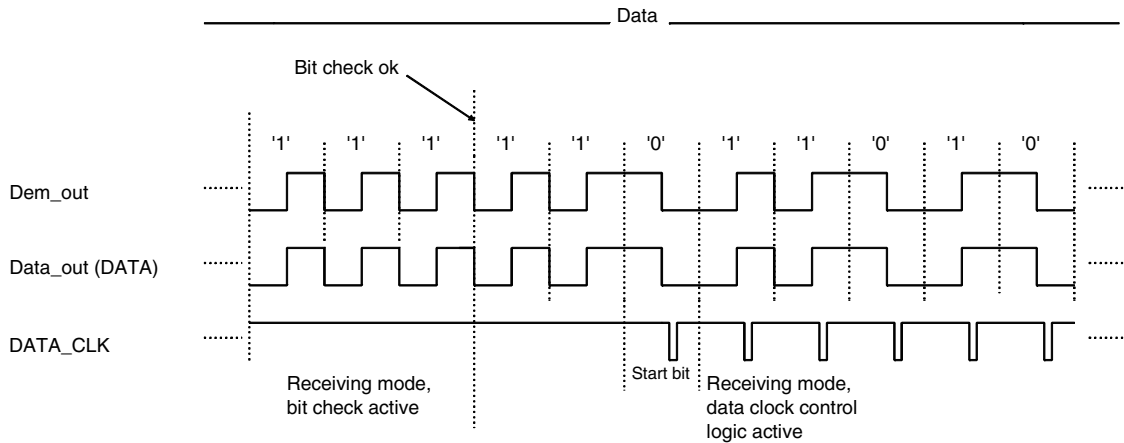 Data
Bit check ok
'1' '1' '1' '1' '1' '0' '1' '1' '0' '1' '0'
Dem_out
Data_out (DATA)
DATA_CLK
Start bit
Receiving mode,
bit check active
Receiving mode,
data clock control
logic active